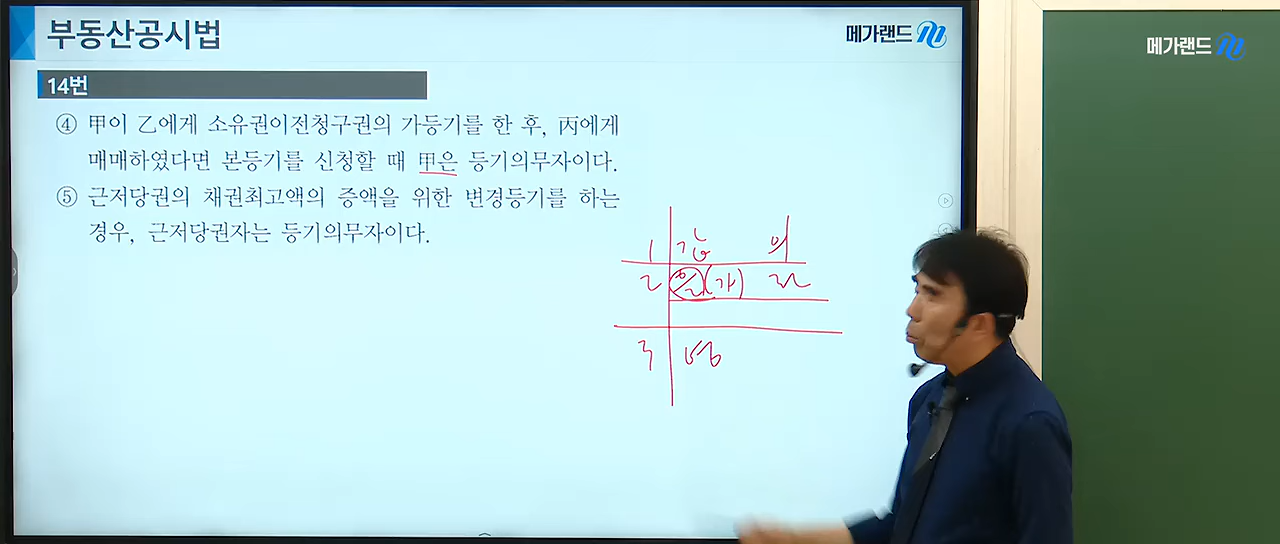 부동산공시법
메가랜드
메가랜드
14번
④ 甲이 乙에게 소유권이전청구권의 가등기를 한 후, 丙에게
매매하였다면 본등기를 신청할 때 甲은 등기의무자이다.
⑤ 근저당권의 채권최고액의 증액을 위한 변경등기를 하는
경우, 근저당권자는 등기의무자이다.
1 갑 의
2 (가)
3 병